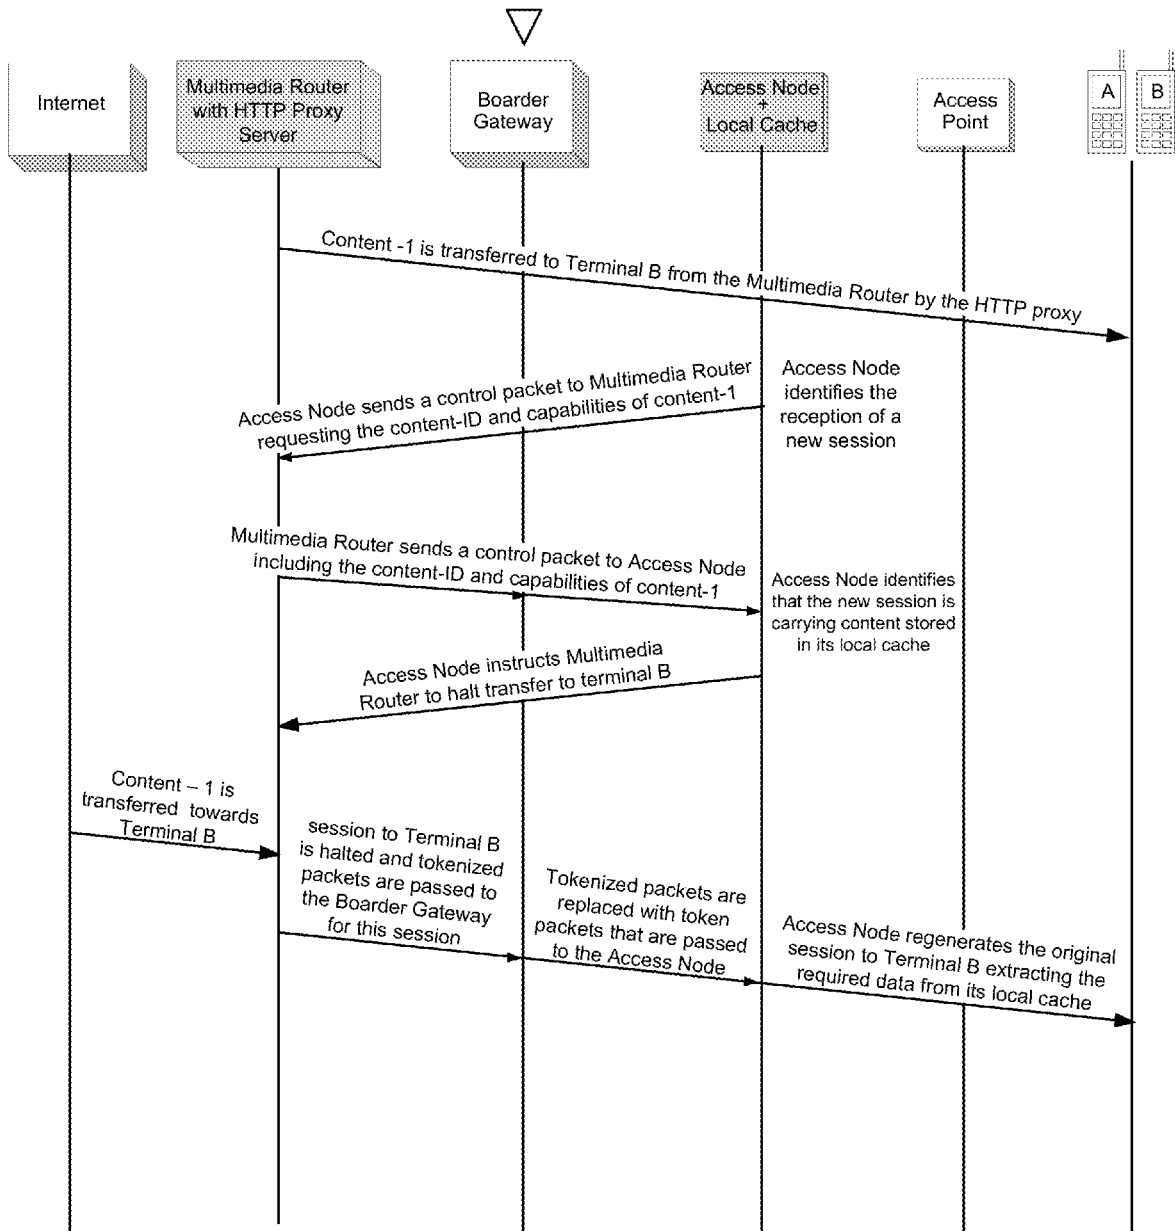 Internet
Multimedia Router
with HTTP Proxy
Server
Boarder
Gateway
Access Node
+
Local Cache
Access
Point
A
B
Content -1 is transferred to Terminal B from the Multimedia Router by the HTTP proxy
Access Node sends a control packet to Multimedia Router
requesting the content-ID and capabilities of content-1
Access Node
identifies the
reception of a
new session
Multimedia Router sends a control packet to Access Node
including the content-ID and capabilities of content-1
Access Node identifies
that the new session is
carrying content stored
in its local cache
Access Node instructs Multimedia
Router to halt transfer to terminal B
Content – 1 is
transferred towards
Terminal B
session to Terminal B
is halted and tokenized
packets are passed to
the Boarder Gateway
for this session
Tokenized packets are
replaced with token
packets that are passed
to the Access Node
Access Node regenerates the original
session to Terminal B extracting the
required data from its local cache